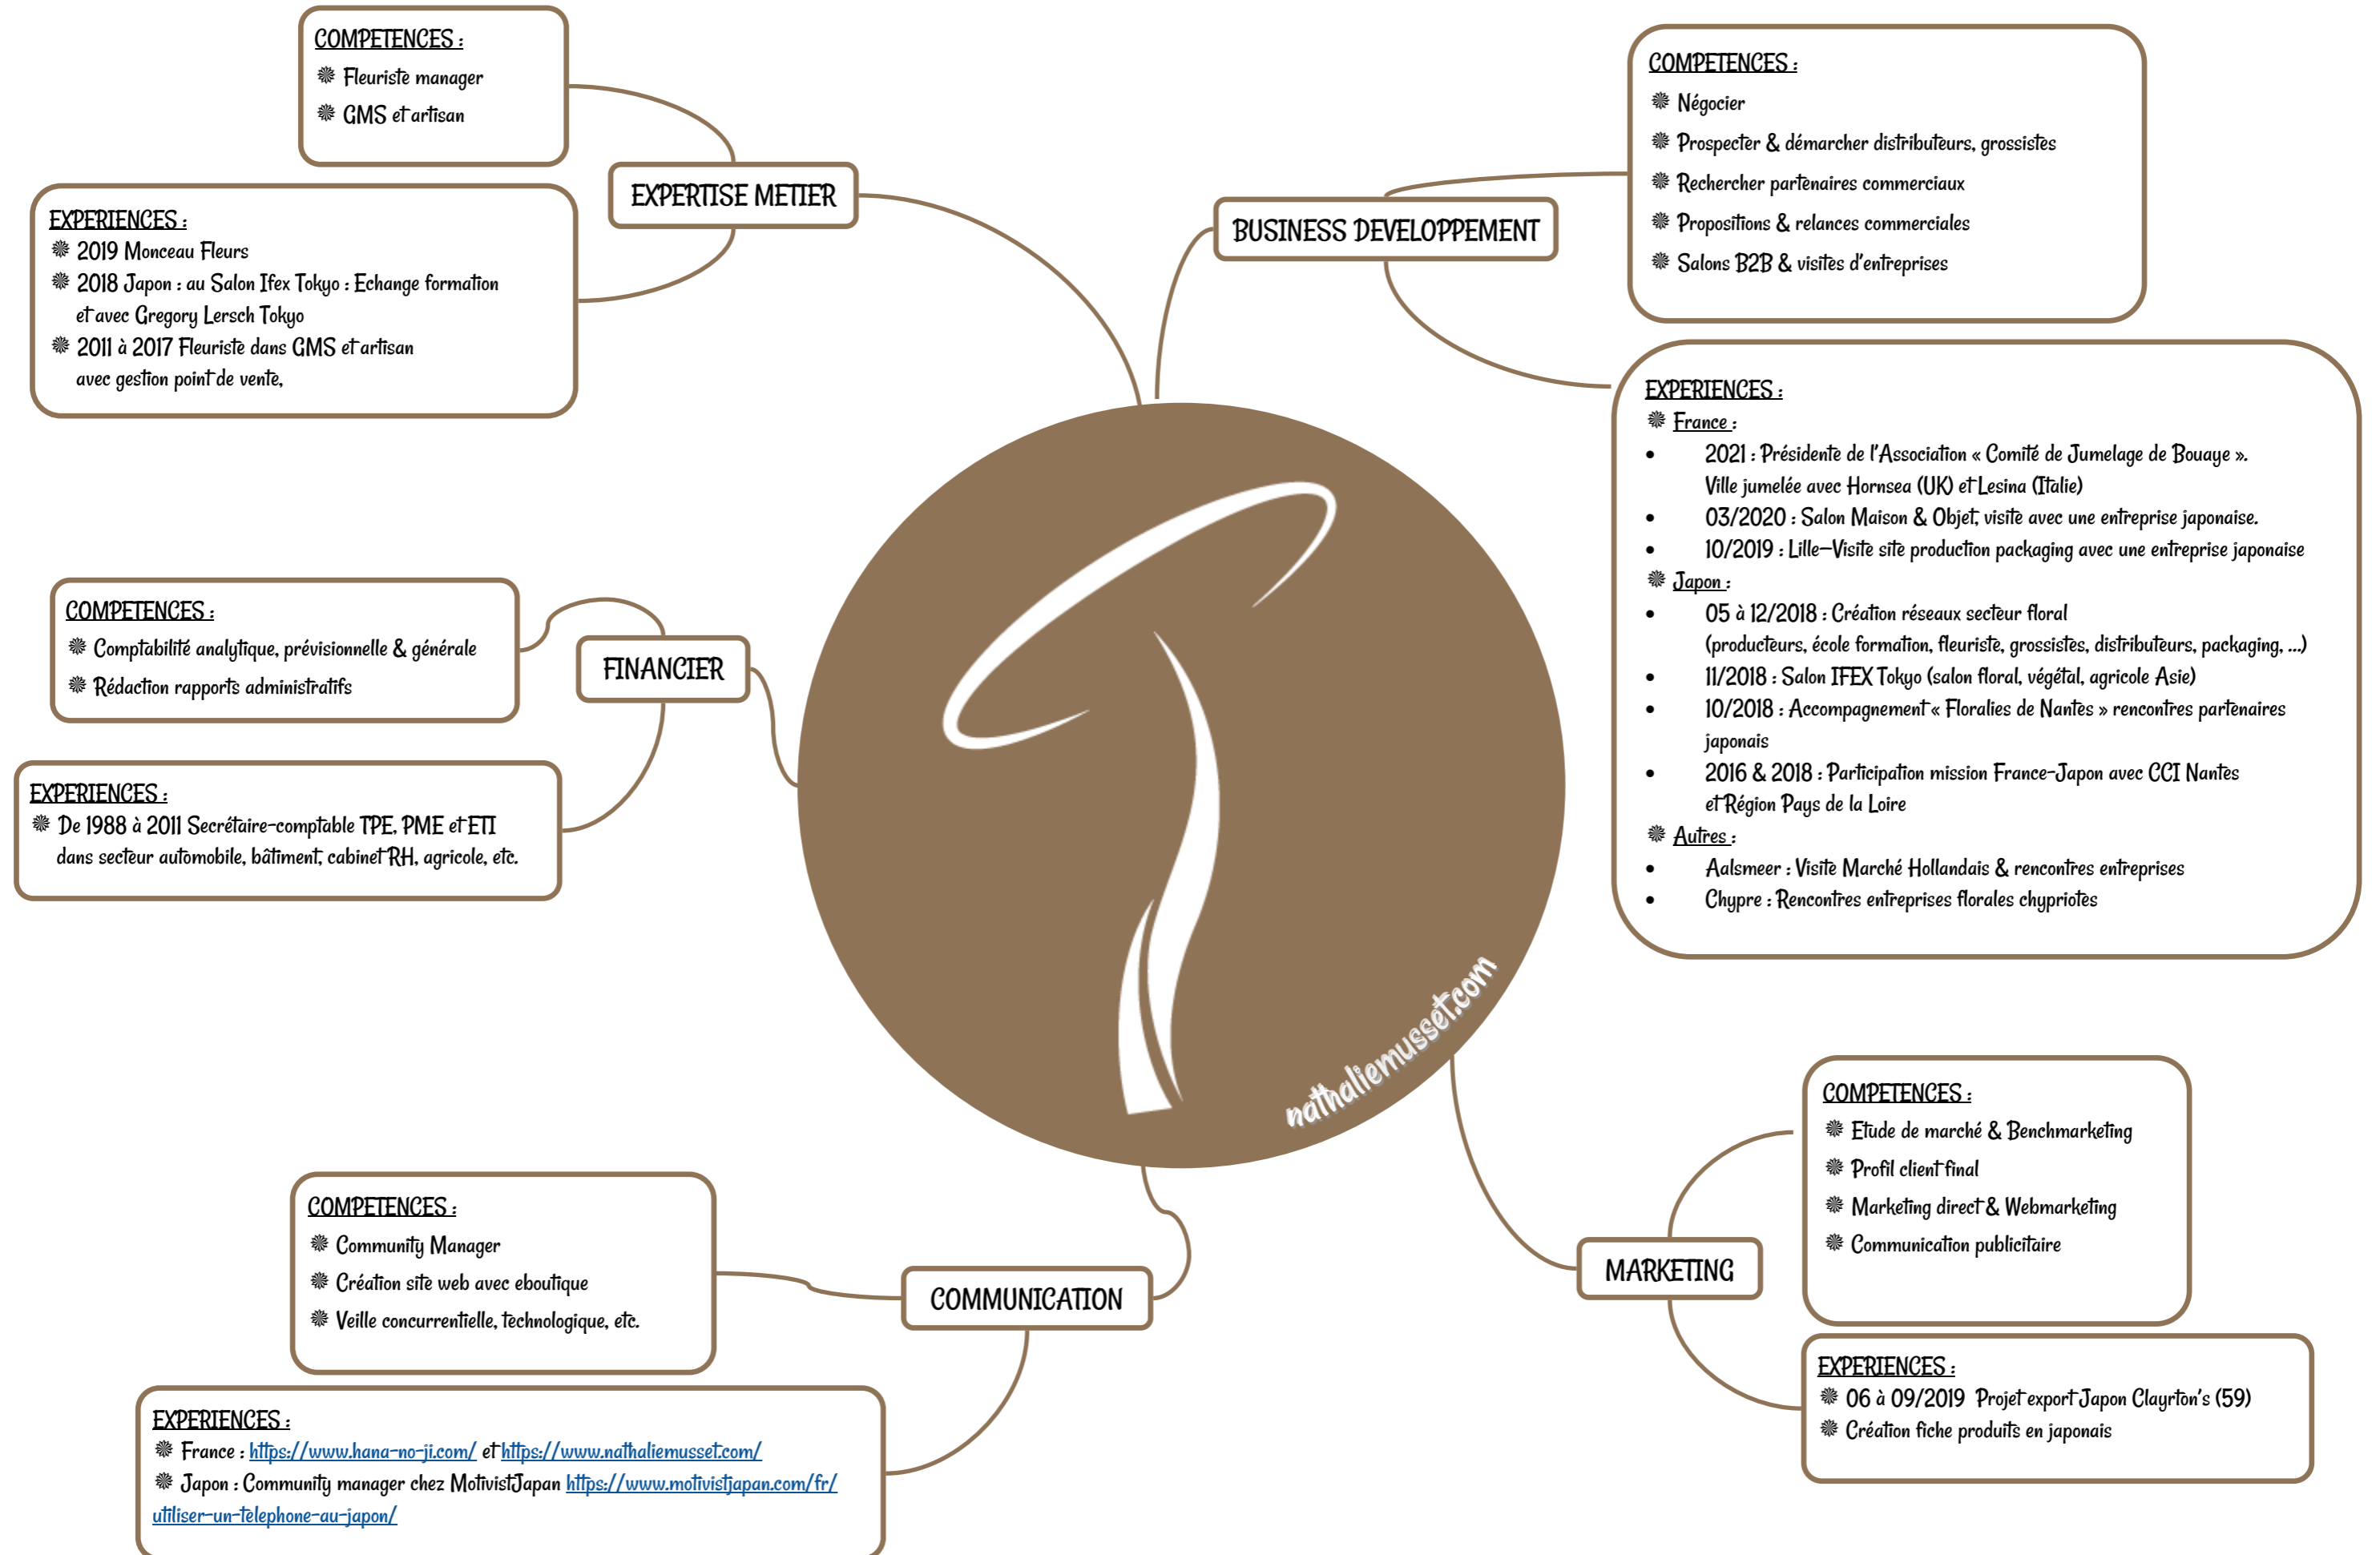 COMPETENCES :
Fleuriste manager
GMS et artisan
EXPERTISE METIER
EXPERIENCES :
2019 Monceau Fleurs
2018 Japon : au Salon Ifex Tokyo : Echange formation
et avec Gregory Lersch Tokyo
2011 à 2017 Fleuriste dans GMS et artisan
avec gestion point de vente,
BUSINESS DEVELOPPEMENT
COMPETENCES :
Négocier
Prospecter & démarcher distributeurs, grossistes
Rechercher partenaires commerciaux
Propositions & relances commerciales
Salons B2B & visites d'entreprises
EXPERIENCES :
France :
• 2021 : Présidente de l'Association « Comité de Jumelage de Bouaye ».
Ville jumelée avec Hornsea (UK) et Lesina (Italie)
• 03/2020 : Salon Maison & Objet, visite avec une entreprise japonaise.
• 10/2019 : Lille–Visite site production packaging avec une entreprise japonaise
Japon :
• 05 à 12/2018 : Création réseaux secteur floral
(producteurs, école formation, fleuriste, grossistes, distributeurs, packaging, ...)
• 11/2018 : Salon IFEX Tokyo (salon floral, végétal, agricole Asie)
• 10/2018 : Accompagnement « Floralies de Nantes » rencontres partenaires
japonais
• 2016 & 2018 : Participation mission France-Japon avec CCI Nantes
et Région Pays de la Loire
Autres :
• Aalsmeer : Visite Marché Hollandais & rencontres entreprises
• Chypre : Rencontres entreprises florales chypriotes
COMPETENCES :
Comptabilité analytique, prévisionnelle & générale
Rédaction rapports administratifs
FINANCIER
EXPERIENCES :
De 1988 à 2011 Secrétaire-comptable TPE, PME et ETI
dans secteur automobile, bâtiment, cabinet RH, agricole, etc.
nathaliemusset.com
COMPETENCES :
Community Manager
Création site web avec eboutique
Veille concurrentielle, technologique, etc.
COMMUNICATION
EXPERIENCES :
France : https://www.hana-no-ji.com/ et https://www.nathaliemusset.com/
Japon : Community manager chez MotivistJapan https://www.motivistjapan.com/fr/
utiliser-un-telephone-au-japon/
COMPETENCES :
Etude de marché & Benchmarketing
Profil client final
Marketing direct & Webmarketing
Communication publicitaire
MARKETING
EXPERIENCES :
06 à 09/2019 Projet export Japon Clayrton's (59)
Création fiche produits en japonais